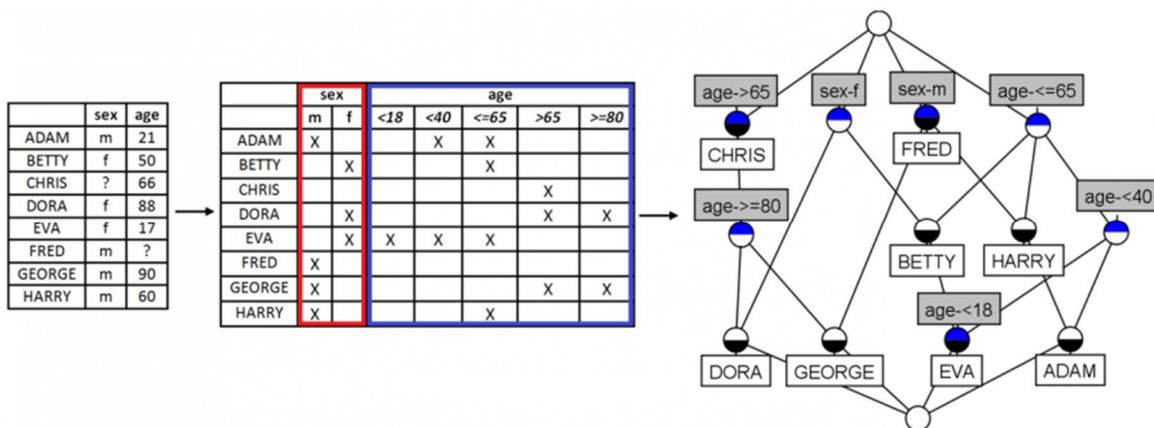 sex age
ADAM m 21
BETTY f 50
CHRIS ? 66
DORA f 88
EVA f 17
FRED m ?
GEORGE m 90
HARRY m 60
sex age
m f <18 <40 <=65 >65 >=80
ADAM X X X
BETTY X X
CHRIS X
DORA X X X
EVA X X X X
FRED X
GEORGE X X X
HARRY X X
age->65 sex-f sex-m age-<=65
CHRIS FRED
age->=80 age-<40
BETTY HARRY
age-<18
DORA GEORGE EVA ADAM